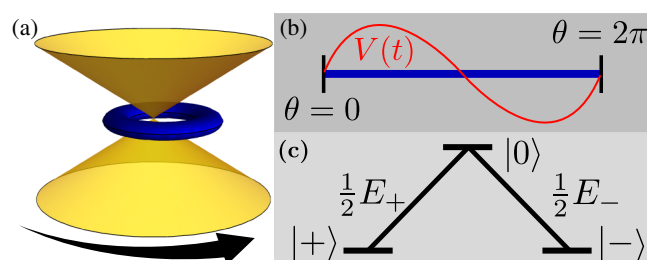 (a)
(b)
V(t)
θ = 2π
θ = 0
(c)
|0⟩
½E₊
½E₋
|+⟩
|−⟩